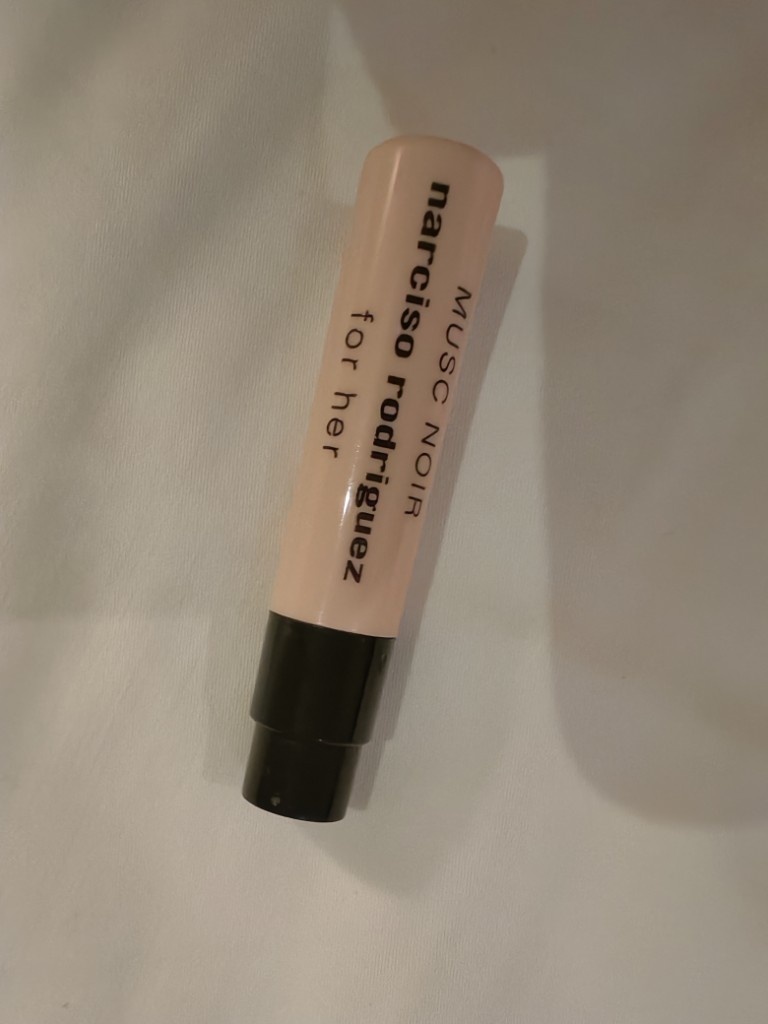 MUSC NOIR
narciso rodriguez
for her